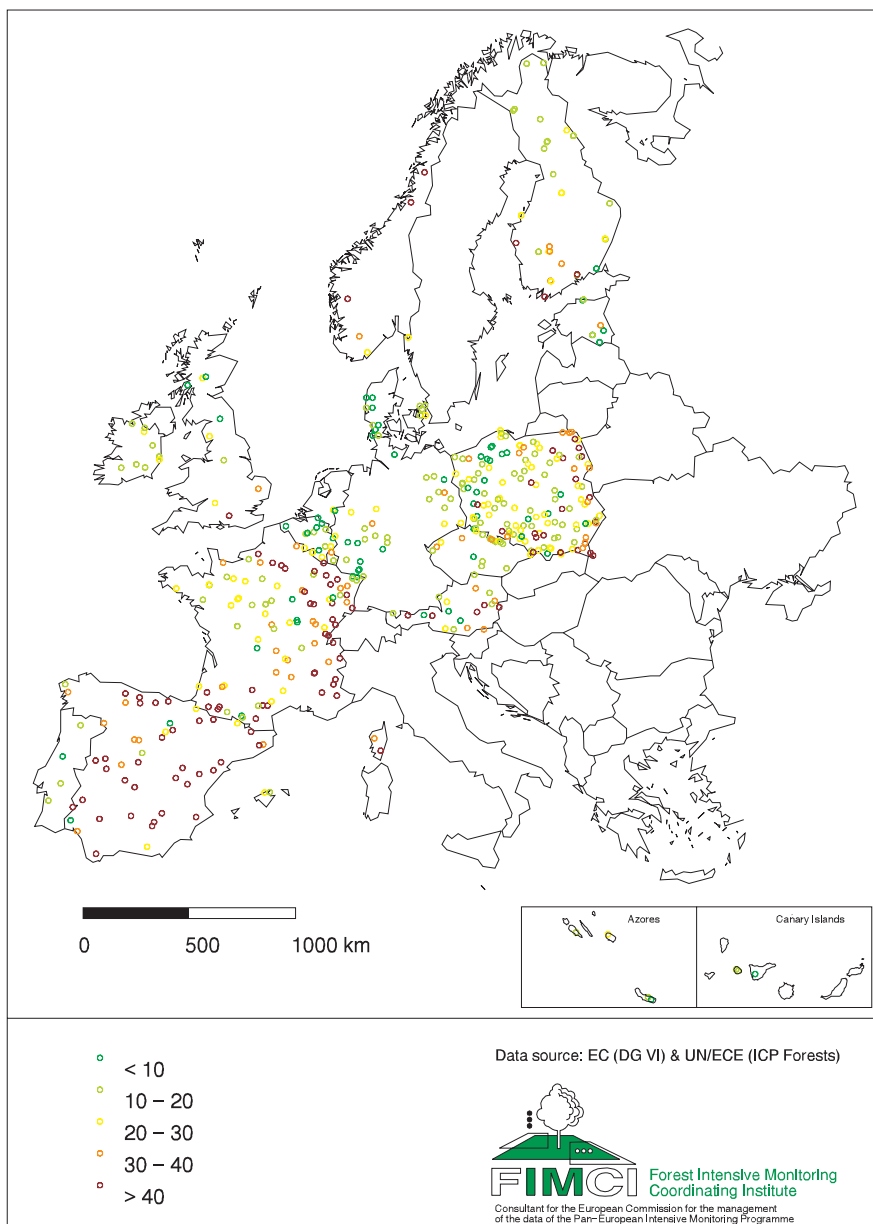 Azores
Canary Islands
0 500 1000 km
Data source: EC (DG VI) & UN/ECE (ICP Forests)
< 10
10 – 20
20 – 30
30 – 40
> 40
FIMCI
Forest Intensive Monitoring
Coordinating Institute
Consultant for the European Commission for the management
of the data of the Pan–European Intensive Monitoring Programme